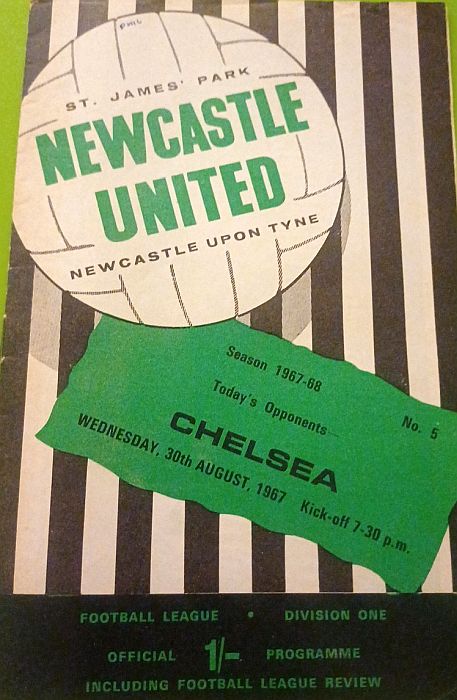 ST. JAMES' PARK
NEWCASTLE
UNITED
NEWCASTLE UPON TYNE
Season 1967-68
No. 5
Today's Opponents—
CHELSEA
WEDNESDAY, 30th AUGUST, 1967 Kick-off 7-30 p.m.
FOOTBALL LEAGUE • DIVISION ONE
OFFICIAL 1/- PROGRAMME
INCLUDING FOOTBALL LEAGUE REVIEW